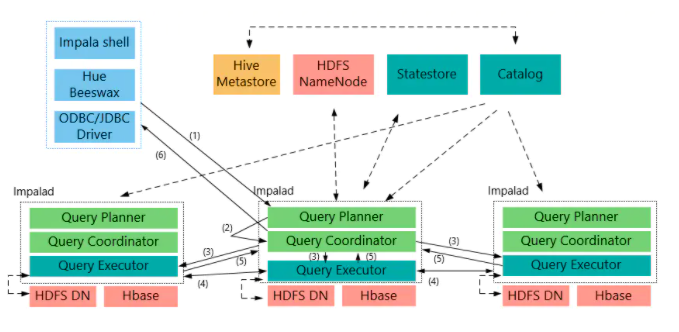 Impala shell
Hue
Beeswax
ODBC/JDBC
Driver
Hive
Metastore
HDFS
NameNode
Statestore
Catalog
(1)
(6)
Impalad
Query Planner
Query Coordinator
Query Executor
HDFS DN
Hbase
(2)
(3)
(5)
(4)
Impalad
Query Planner
Query Coordinator
(3)
(5)
Query Executor
HDFS DN
Hbase
(3)
(5)
(4)
Impalad
Query Planner
Query Coordinator
Query Executor
HDFS DN
Hbase